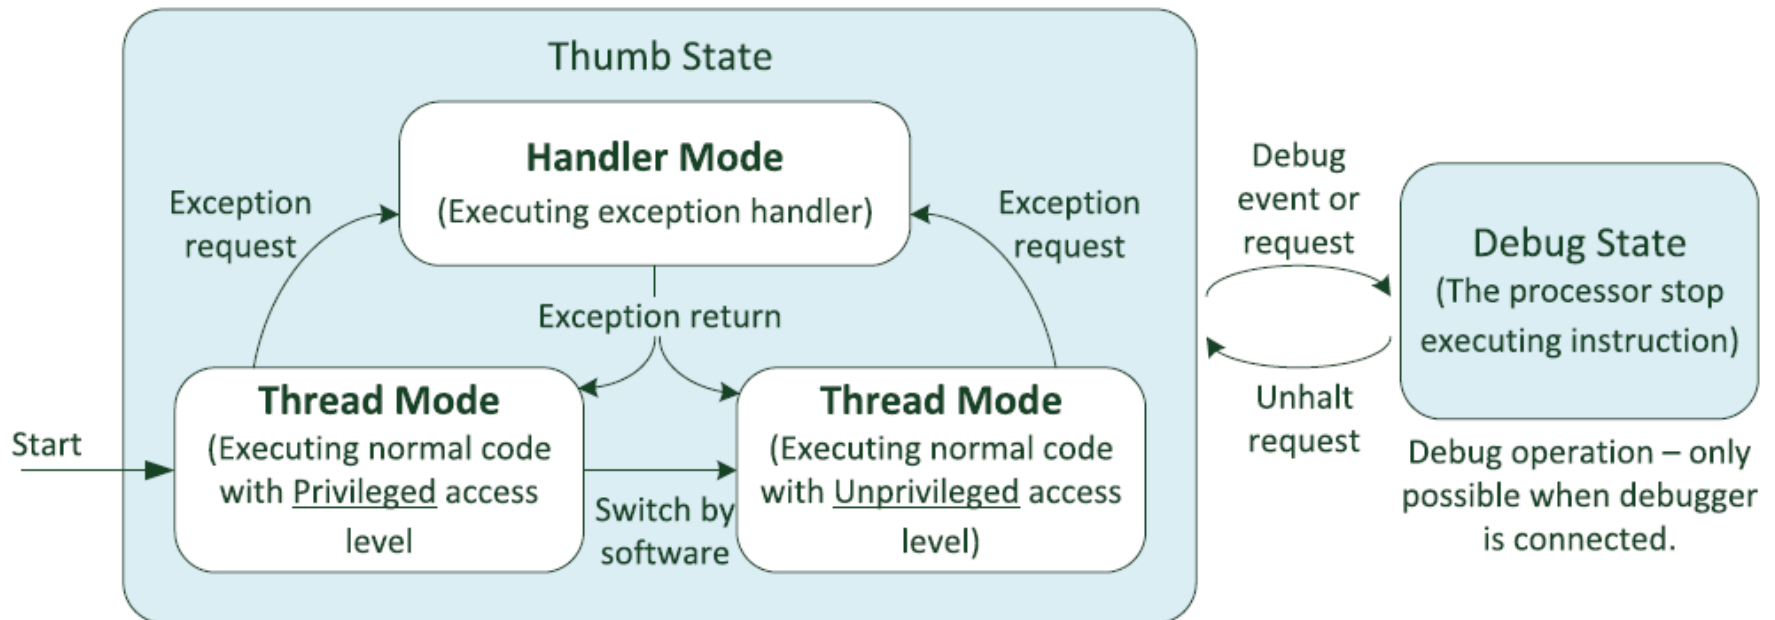 Thumb State
Handler Mode
(Executing exception handler)
Exception
request
Exception
request
Exception return
Start
Thread Mode
(Executing normal code
with Privileged access
level
Switch by
software
Thread Mode
(Executing normal code
with Unprivileged access
level)
Debug
event or
request
Unhalt
request
Debug State
(The processor stop
executing instruction)
Debug operation – only
possible when debugger
is connected.